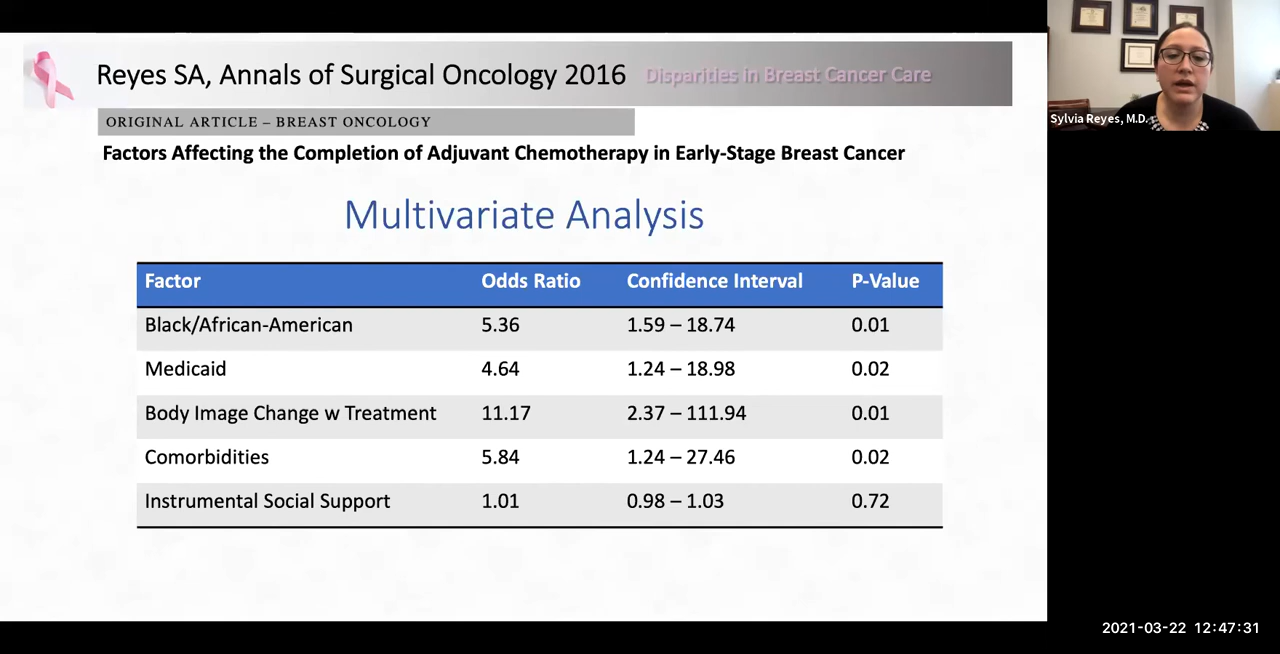 Reyes SA, Annals of Surgical Oncology 2016 Disparities in Breast Cancer Care
Sylvia Reyes, M.D.
ORIGINAL ARTICLE – BREAST ONCOLOGY
Factors Affecting the Completion of Adjuvant Chemotherapy in Early-Stage Breast Cancer
Multivariate Analysis
Factor Odds Ratio Confidence Interval P-Value
Black/African-American 5.36 1.59 – 18.74 0.01
Medicaid 4.64 1.24 – 18.98 0.02
Body Image Change w Treatment 11.17 2.37 – 111.94 0.01
Comorbidities 5.84 1.24 – 27.46 0.02
Instrumental Social Support 1.01 0.98 – 1.03 0.72
2021-03-22 12:47:31